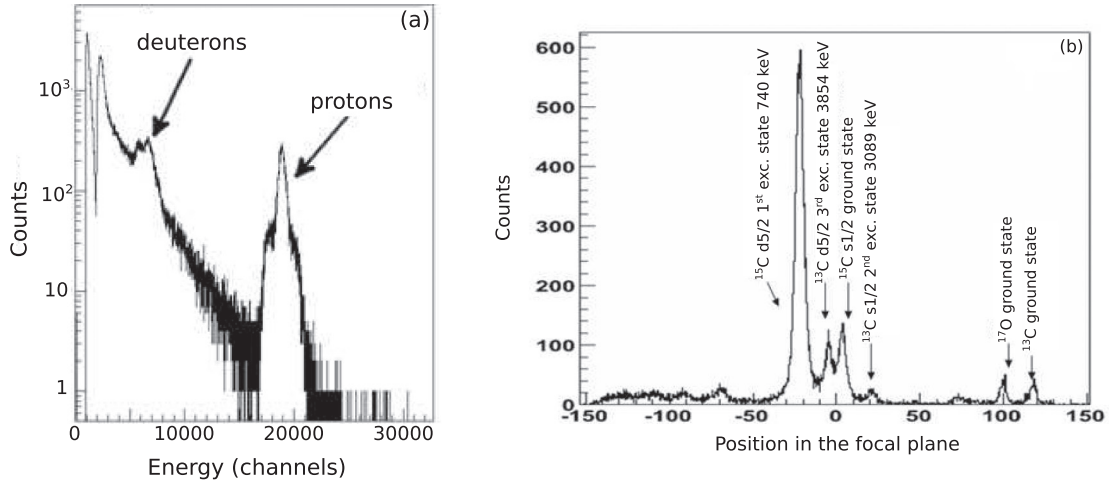 (a)
deuterons
protons
10³
10²
10
1
Counts
0 10000 20000 30000
Energy (channels)
(b)
600
500
400
300
200
100
0
Counts
¹⁵C d5/2 1ˢᵗ exc. state 740 keV
¹³C d5/2 3ʳᵈ exc. state 3854 keV
¹⁵C s1/2 ground state
¹³C s1/2 2ⁿᵈ exc. state 3089 keV
¹⁷O ground state
¹³C ground state
-150 -100 -50 0 50 100 150
Position in the focal plane